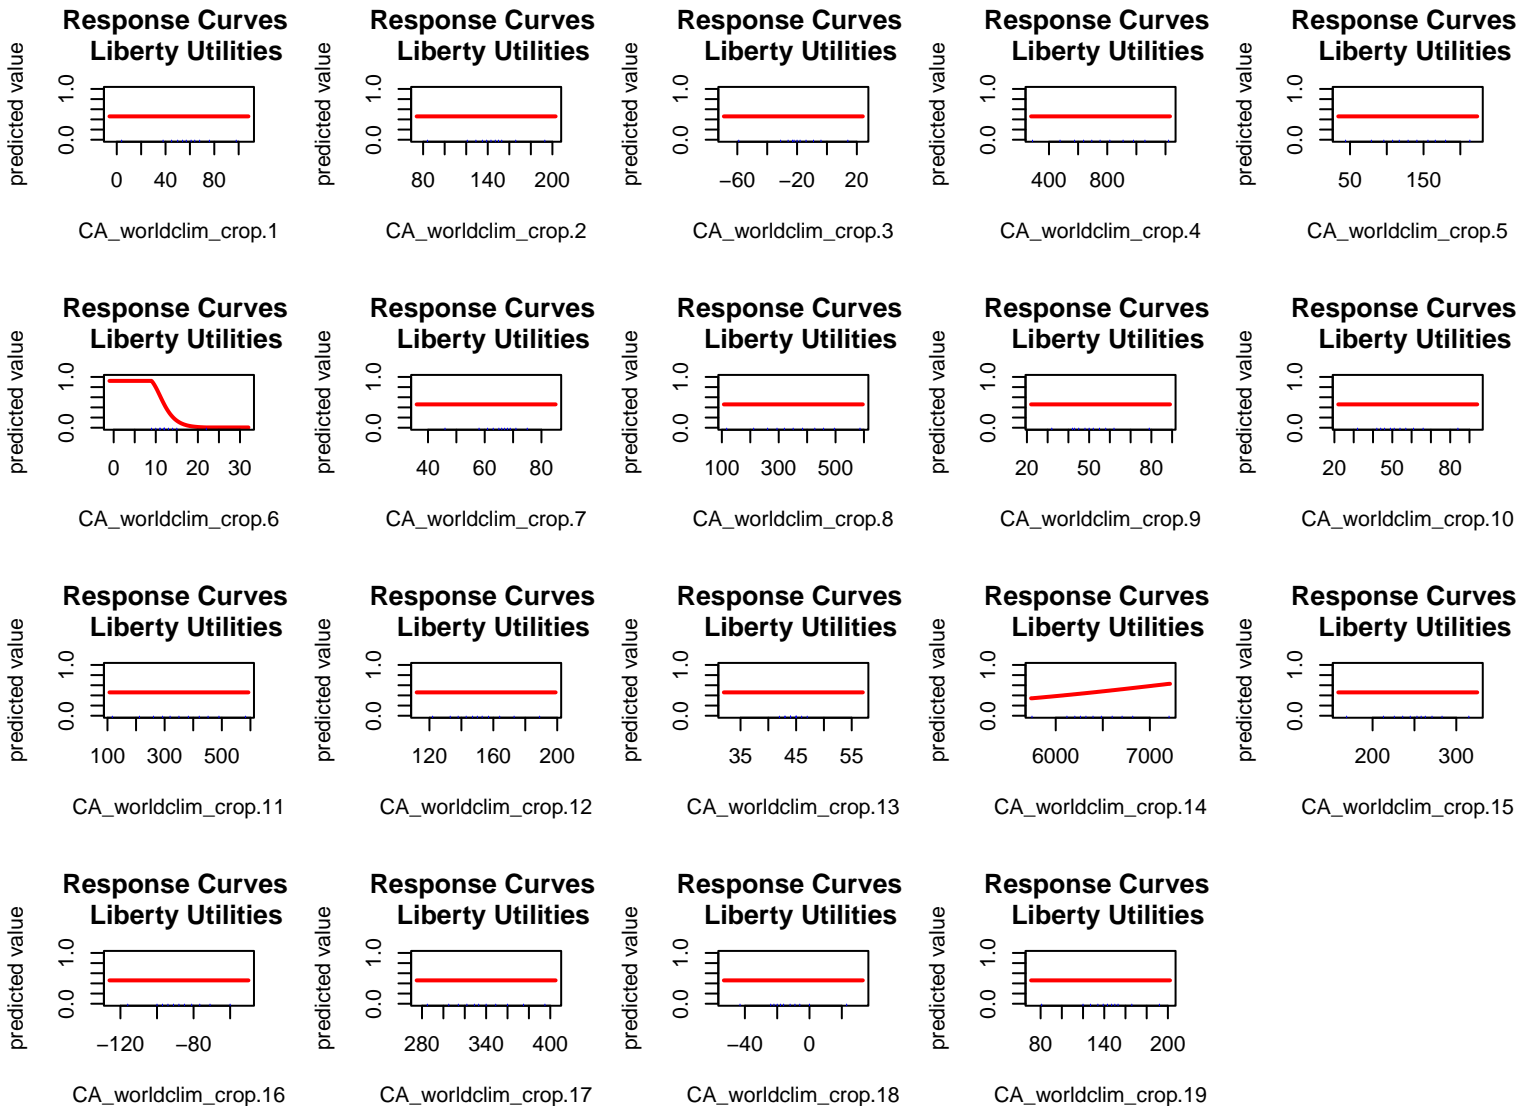 Response Curves
Liberty Utilities
predicted value
0.0 1.0
0 40 80
CA_worldclim_crop.1
Response Curves
Liberty Utilities
predicted value
0.0 1.0
80 140 200
CA_worldclim_crop.2
Response Curves
Liberty Utilities
predicted value
0.0 1.0
−60 −20 20
CA_worldclim_crop.3
Response Curves
Liberty Utilities
predicted value
0.0 1.0
400 800
CA_worldclim_crop.4
Response Curves
Liberty Utilities
predicted value
0.0 1.0
50 150
CA_worldclim_crop.5
Response Curves
Liberty Utilities
predicted value
0.0 1.0
0 10 20 30
CA_worldclim_crop.6
Response Curves
Liberty Utilities
predicted value
0.0 1.0
40 60 80
CA_worldclim_crop.7
Response Curves
Liberty Utilities
predicted value
0.0 1.0
100 300 500
CA_worldclim_crop.8
Response Curves
Liberty Utilities
predicted value
0.0 1.0
20 50 80
CA_worldclim_crop.9
Response Curves
Liberty Utilities
predicted value
0.0 1.0
20 50 80
CA_worldclim_crop.10
Response Curves
Liberty Utilities
predicted value
0.0 1.0
100 300 500
CA_worldclim_crop.11
Response Curves
Liberty Utilities
predicted value
0.0 1.0
120 160 200
CA_worldclim_crop.12
Response Curves
Liberty Utilities
predicted value
0.0 1.0
35 45 55
CA_worldclim_crop.13
Response Curves
Liberty Utilities
predicted value
0.0 1.0
6000 7000
CA_worldclim_crop.14
Response Curves
Liberty Utilities
predicted value
0.0 1.0
200 300
CA_worldclim_crop.15
Response Curves
Liberty Utilities
predicted value
0.0 1.0
−120 −80
CA_worldclim_crop.16
Response Curves
Liberty Utilities
predicted value
0.0 1.0
280 340 400
CA_worldclim_crop.17
Response Curves
Liberty Utilities
predicted value
0.0 1.0
−40 0
CA_worldclim_crop.18
Response Curves
Liberty Utilities
predicted value
0.0 1.0
80 140 200
CA_worldclim_crop.19